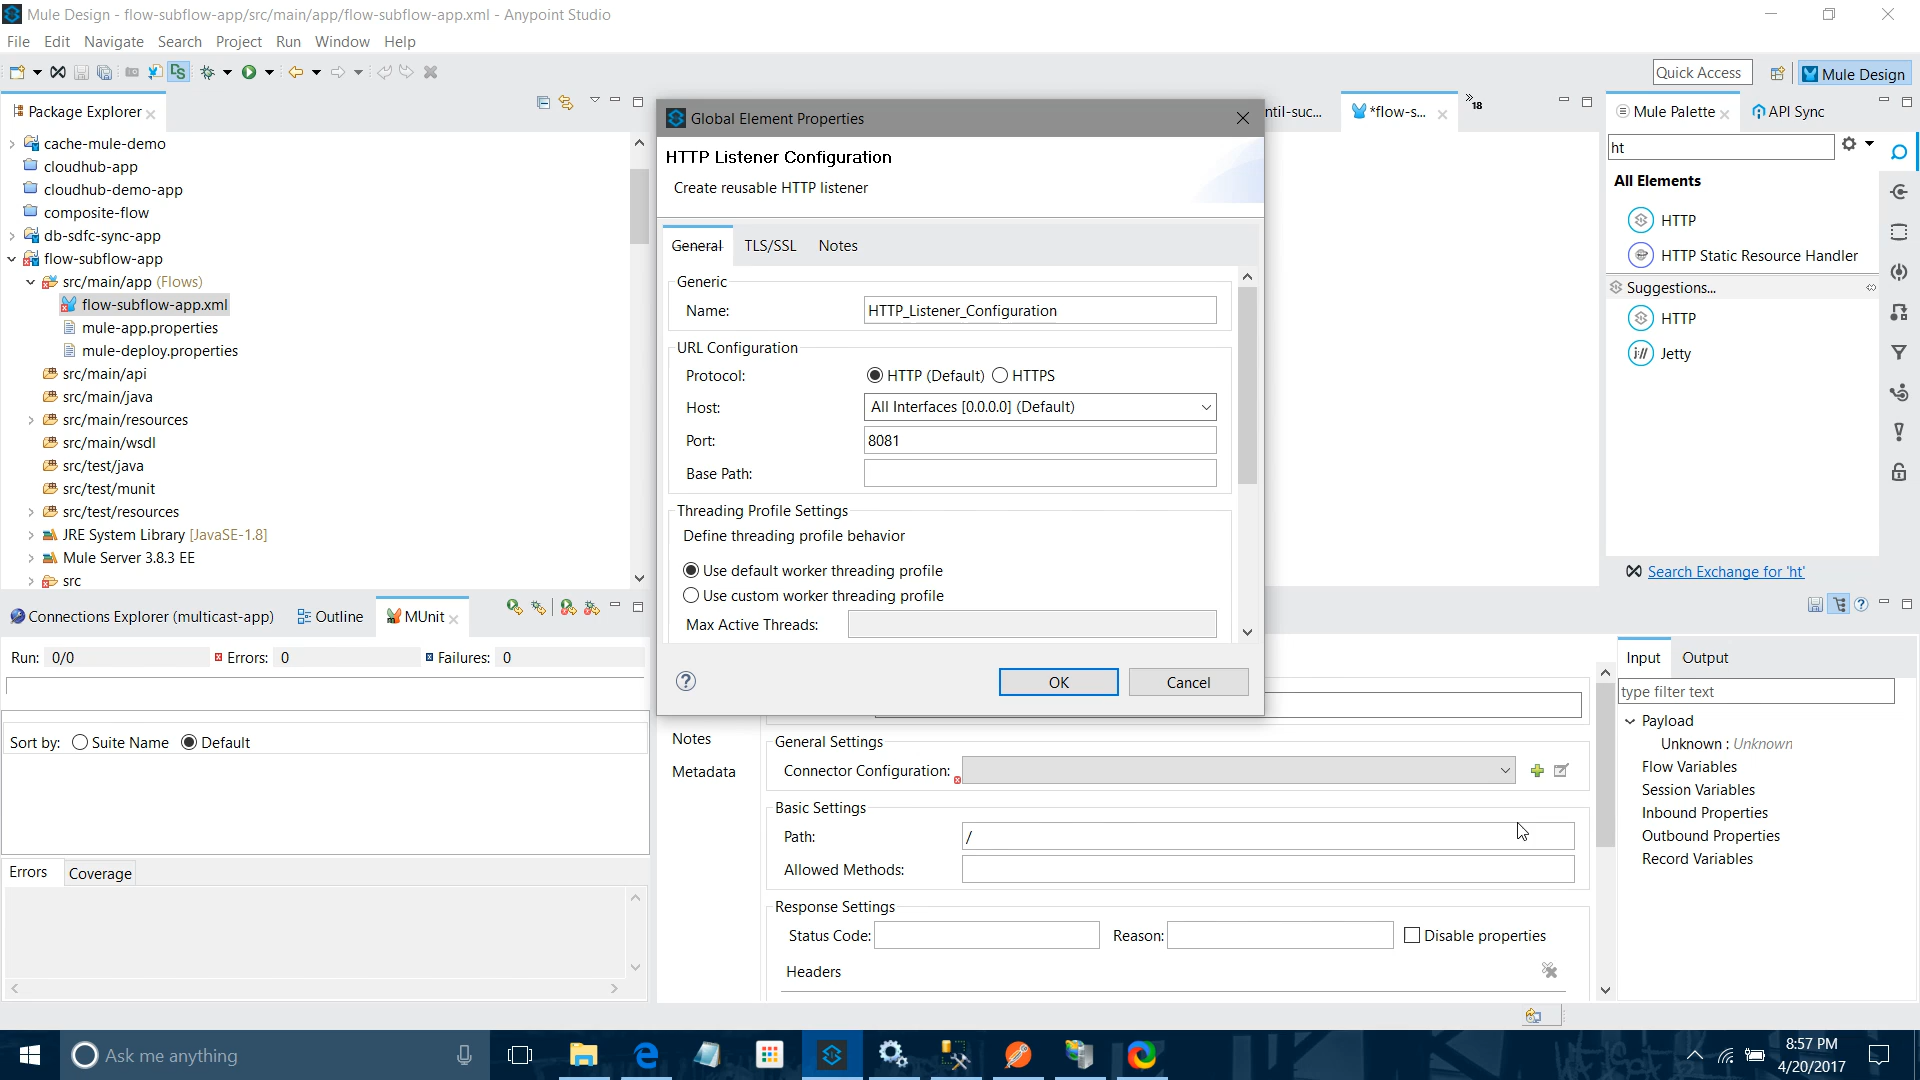 Mule Design - flow-subflow-app/src/main/app/flow-subflow-app.xml - Anypoint Studio
File Edit Navigate Search Project Run Window Help
Quick Access
Mule Design
Package Explorer
cache-mule-demo
cloudhub-app
cloudhub-demo-app
composite-flow
db-sdfc-sync-app
flow-subflow-app
src/main/app (Flows)
flow-subflow-app.xml
mule-app.properties
mule-deploy.properties
src/main/api
src/main/java
src/main/resources
src/main/wsdl
src/test/java
src/test/munit
src/test/resources
JRE System Library [JavaSE-1.8]
Mule Server 3.8.3 EE
src
Connections Explorer (multicast-app) Outline MUnit
Run: 0/0 Errors: 0 Failures: 0
Sort by: Suite Name Default
Errors Coverage
ntil-suc... *flow-s... 18
Global Element Properties
HTTP Listener Configuration
Create reusable HTTP listener
General TLS/SSL Notes
Generic
Name: HTTP_Listener_Configuration
URL Configuration
Protocol: HTTP (Default) HTTPS
Host: All Interfaces [0.0.0.0] (Default)
Port: 8081
Base Path:
Threading Profile Settings
Define threading profile behavior
Use default worker threading profile
Use custom worker threading profile
Max Active Threads:
OK Cancel
Notes
Metadata
General Settings
Connector Configuration:
Basic Settings
Path: /
Allowed Methods:
Response Settings
Status Code: Reason: Disable properties
Headers
Mule Palette API Sync
ht
All Elements
HTTP
HTTP Static Resource Handler
Suggestions...
HTTP
Jetty
Search Exchange for 'ht'
Input Output
type filter text
Payload
Unknown : Unknown
Flow Variables
Session Variables
Inbound Properties
Outbound Properties
Record Variables
Ask me anything
8:57 PM
4/20/2017